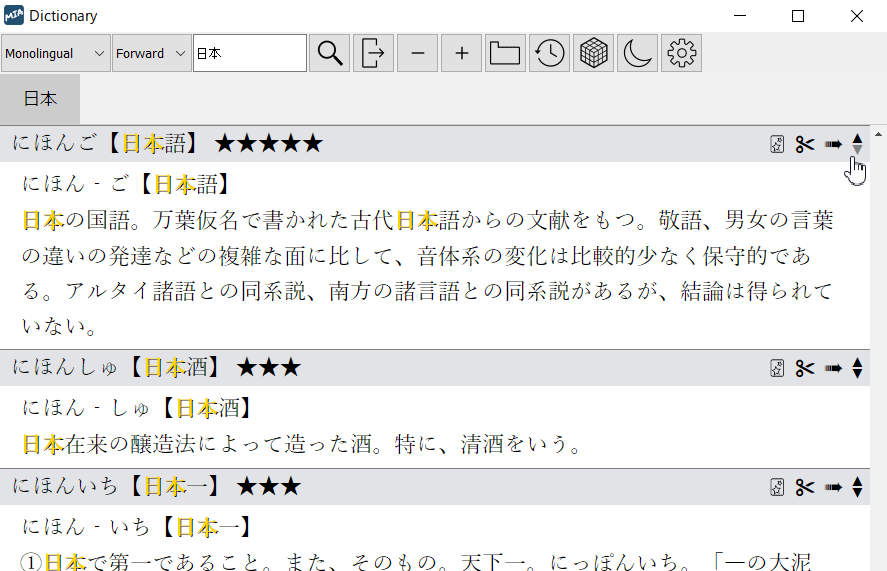 MIA Dictionary
Monolingual Forward 日本
日本
にほんご【日本語】 ★★★★★
にほん‐ご【日本語】
日本の国語。万葉仮名で書かれた古代日本語からの文献をもつ。敬語、男女の言葉
の違いの発達などの複雑な面に比して、音体系の変化は比較的少なく保守的であ
る。アルタイ諸語との同系説、南方の諸言語との同系説があるが、結論は得られて
いない。
にほんしゅ【日本酒】 ★★★
にほん‐しゅ【日本酒】
日本在来の醸造法によって造った酒。特に、清酒をいう。
にほんいち【日本一】 ★★★
にほん‐いち【日本一】
①日本で第一であること。また、そのもの。天下一。にっぽんいち。「―の大泥